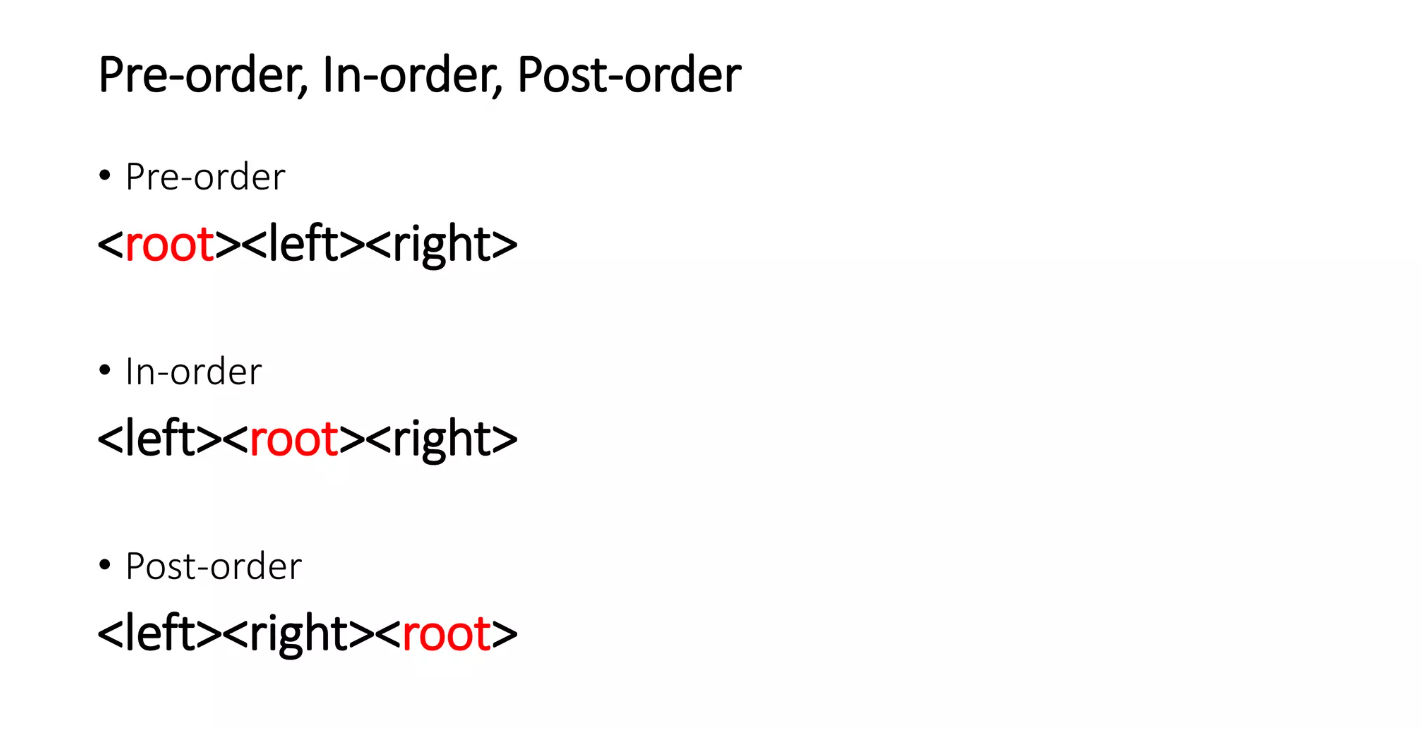 Pre-order, In-order, Post-order
• Pre-order
<root><left><right>
• In-order
<left><root><right>
• Post-order
<left><right><root>